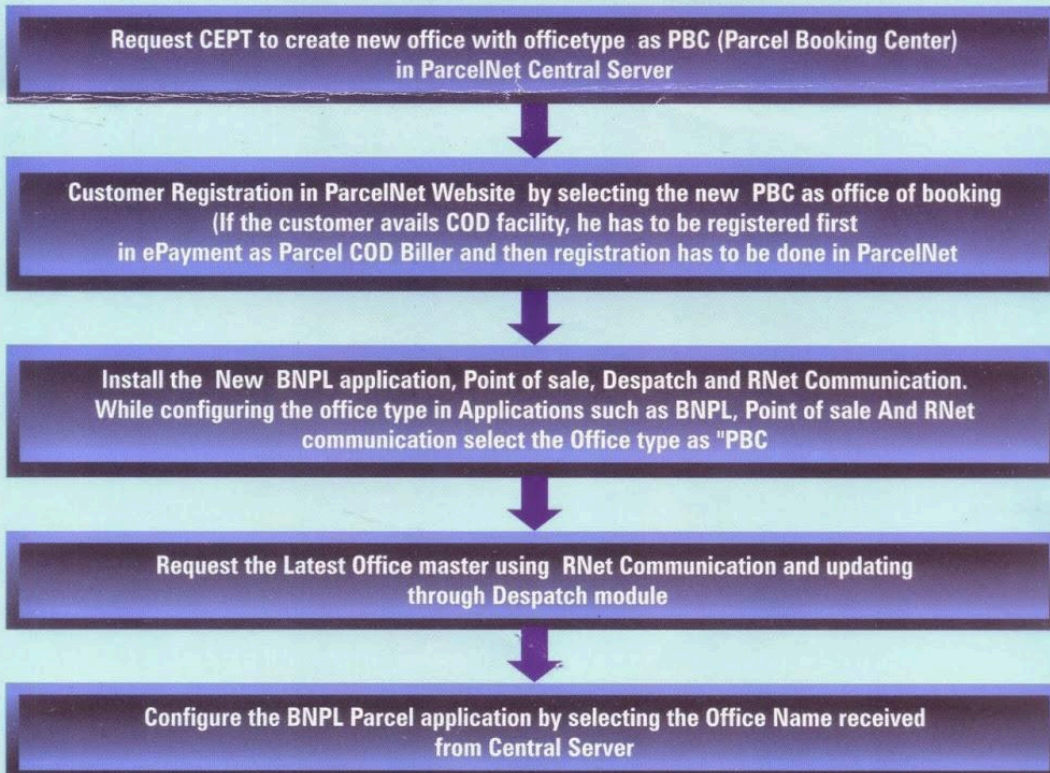 Request CEPT to create new office with officetype as PBC (Parcel Booking Center)
in ParcelNet Central Server
Customer Registration in ParcelNet Website by selecting the new PBC as office of booking
(If the customer avails COD facility, he has to be registered first
in ePayment as Parcel COD Biller and then registration has to be done in ParcelNet
Install the New BNPL application, Point of sale, Despatch and RNet Communication.
While configuring the office type in Applications such as BNPL, Point of sale And RNet
communication select the Office type as "PBC
Request the Latest Office master using RNet Communication and updating
through Despatch module
Configure the BNPL Parcel application by selecting the Office Name received
from Central Server